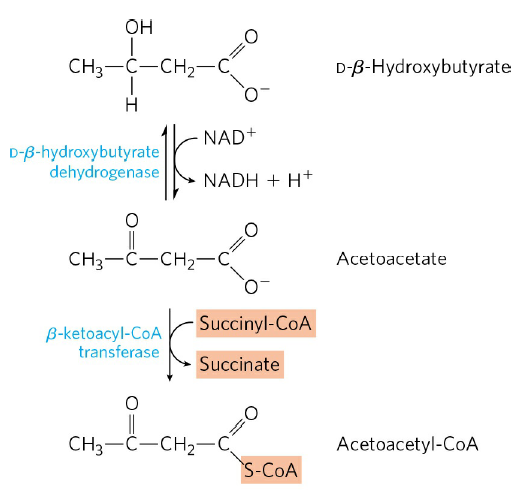 OH
O
CH₃—C—CH₂—C
O⁻
H
D-β-Hydroxybutyrate
D-β-hydroxybutyrate
dehydrogenase
NAD⁺
NADH + H⁺
O
O
CH₃—C—CH₂—C
O⁻
Acetoacetate
β-ketoacyl-CoA
transferase
Succinyl-CoA
Succinate
O
O
CH₃—C—CH₂—C
S-CoA
Acetoacetyl-CoA